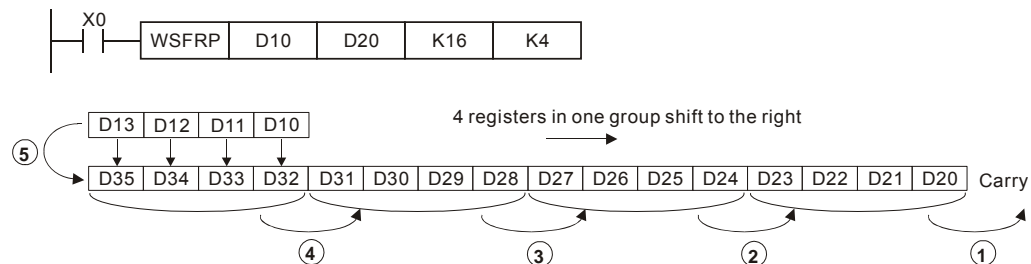 X0
WSFRP D10 D20 K16 K4
4 registers in one group shift to the right
D13 D12 D11 D10
5
D35 D34 D33 D32 D31 D30 D29 D28 D27 D26 D25 D24 D23 D22 D21 D20 Carry
4 3 2 1